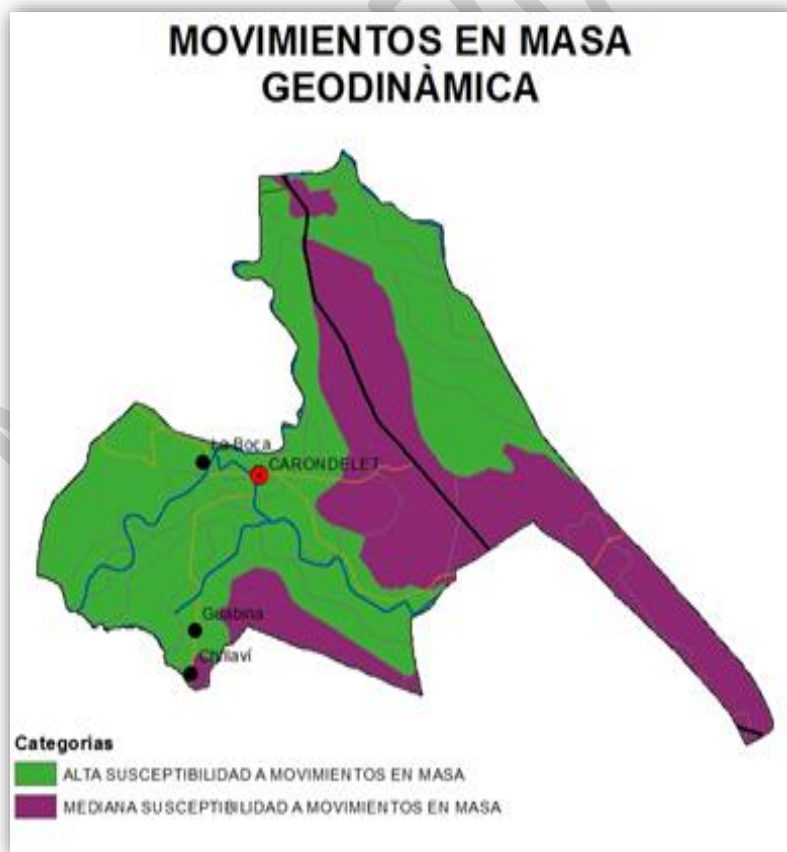 MOVIMIENTOS EN MASA
GEODINÀMICA
La Boca
CARONDELET
Guabina
Chillaví
Categorias
ALTA SUSCEPTIBILIDAD A MOVIMIENTOS EN MASA
MEDIANA SUSCEPTIBILIDAD A MOVIMIENTOS EN MASA